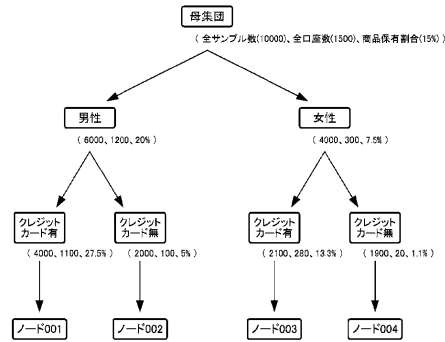 母集団
( 全サンプル数(10000)、全口座数(1500)、商品保有割合(15%)
男性
女性
( 6000、1200、20%)
( 4000、300、7.5%)
クレジット
カード有
クレジット
カード無
クレジット
カード有
クレジット
カード無
( 4000、1100、27.5%)
( 2000、100、5%)
( 2100、280、13.3%)
( 1900、20、1.1%)
ノード001
ノード002
ノード003
ノード004